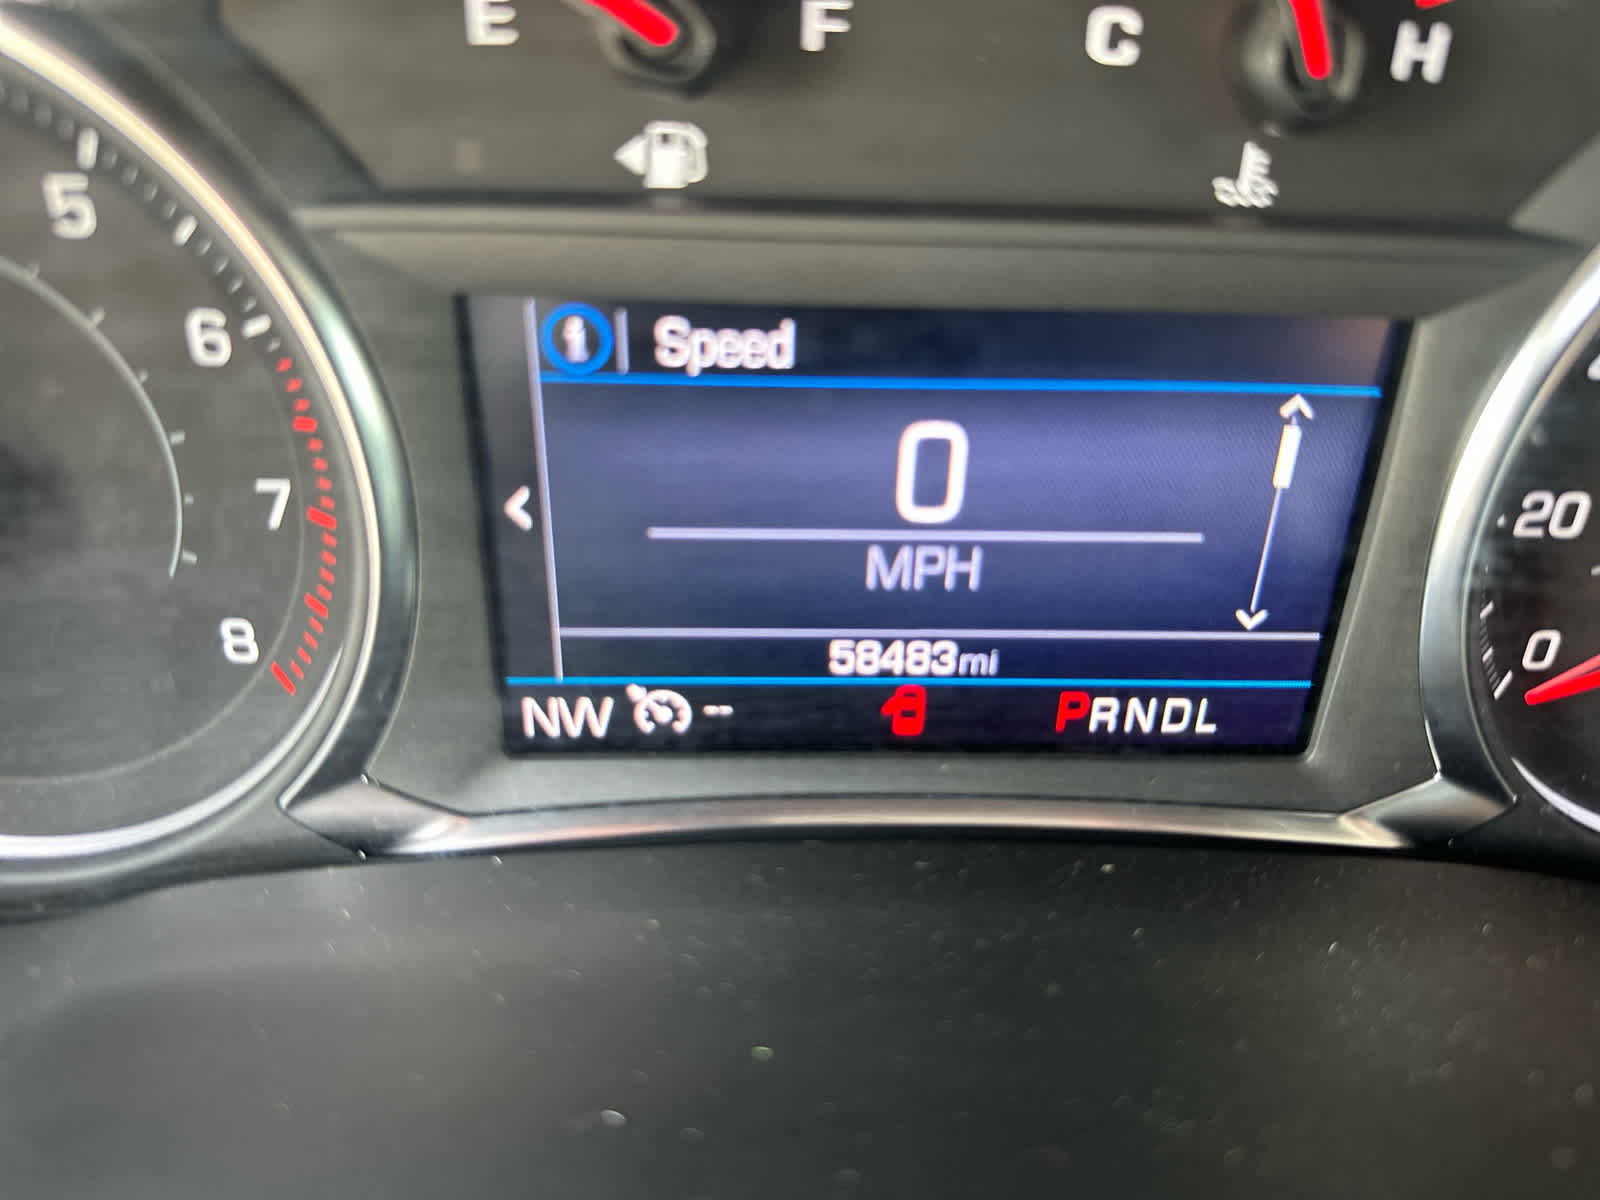 E F C H
5
6
7
8
Speed
0
MPH
58483mi
NW -- PRNDL
20
0